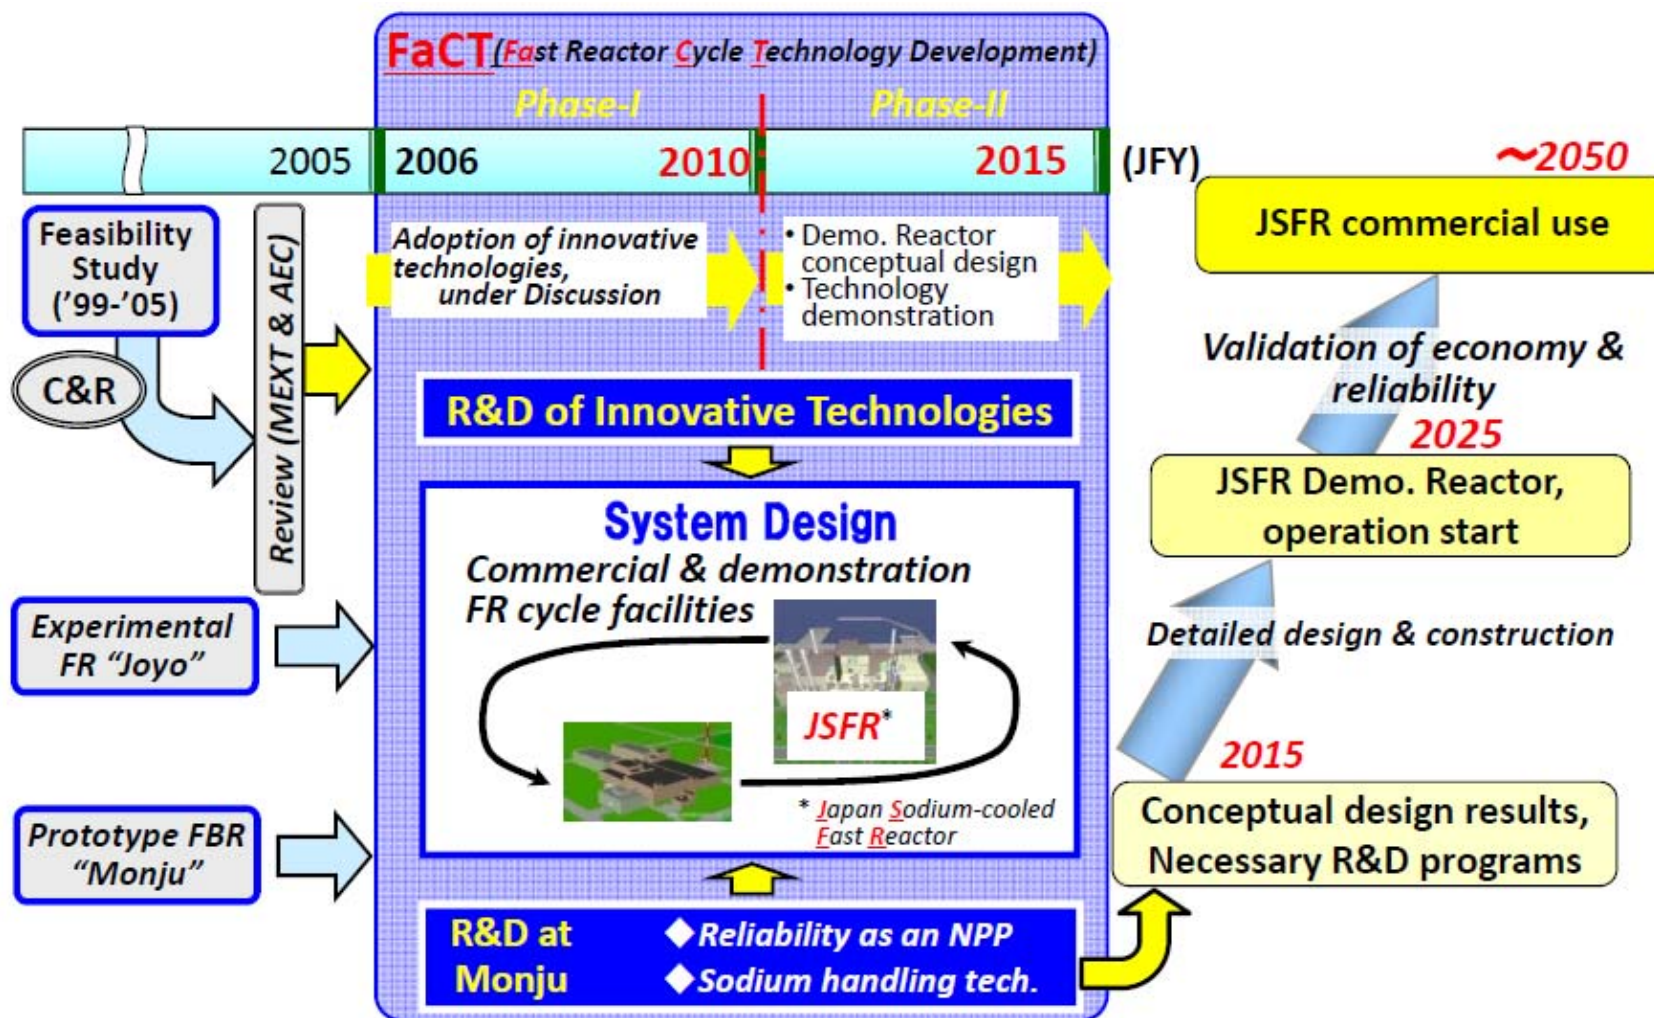 FaCT(Fast Reactor Cycle Technology Development)
Phase-I
Phase-II
2005
2006
2010
2015
(JFY)
~2050
Feasibility
Study
('99-'05)
C&R
Review (MEXT & AEC)
Adoption of innovative
technologies,
under Discussion
• Demo. Reactor
conceptual design
• Technology
demonstration
R&D of Innovative Technologies
System Design
Commercial & demonstration
FR cycle facilities
JSFR*
* Japan Sodium-cooled
Fast Reactor
Experimental
FR "Joyo"
Prototype FBR
"Monju"
R&D at
Monju
◆Reliability as an NPP
◆Sodium handling tech.
JSFR commercial use
Validation of economy &
reliability
2025
JSFR Demo. Reactor,
operation start
Detailed design & construction
2015
Conceptual design results,
Necessary R&D programs